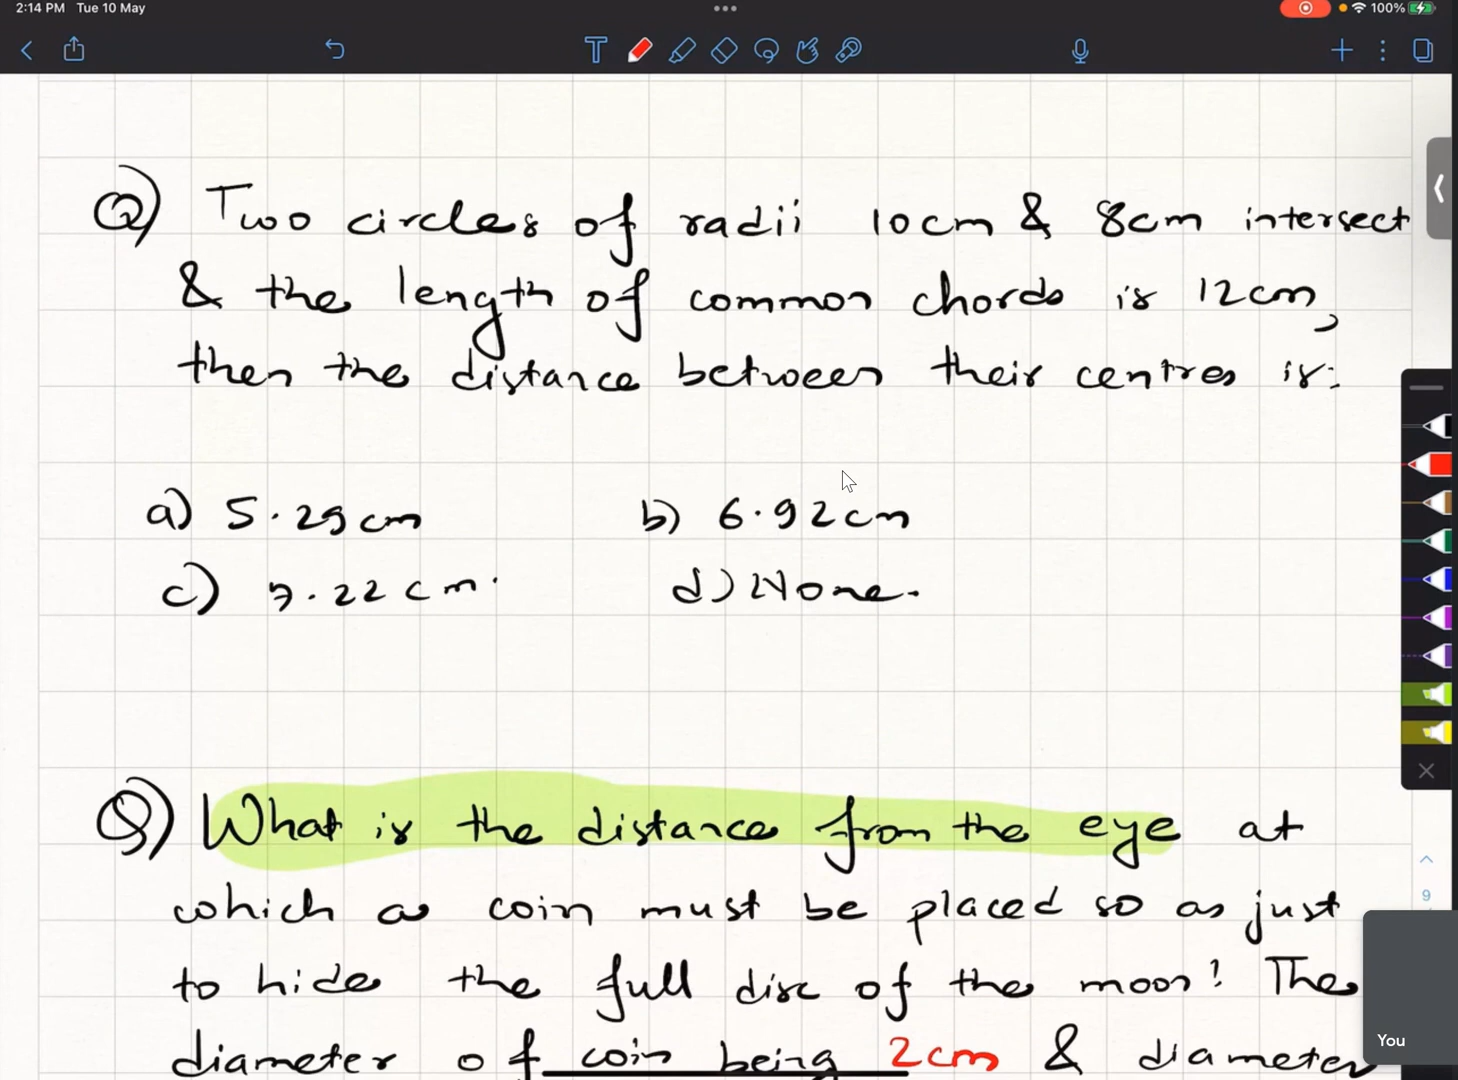 2:14 PM Tue 10 May
100%
Q) Two circles of radii 10cm & 8cm intersect
& the length of common chords is 12cm,
then the distance between their centres is:
a) 5.29cm
b) 6.92cm
c) 7.22cm.
d) None.
Q) What is the distance from the eye at
which a coin must be placed so as just
to hide the full disc of the moon? The
diameter of coin being 2cm & diameter
9
You